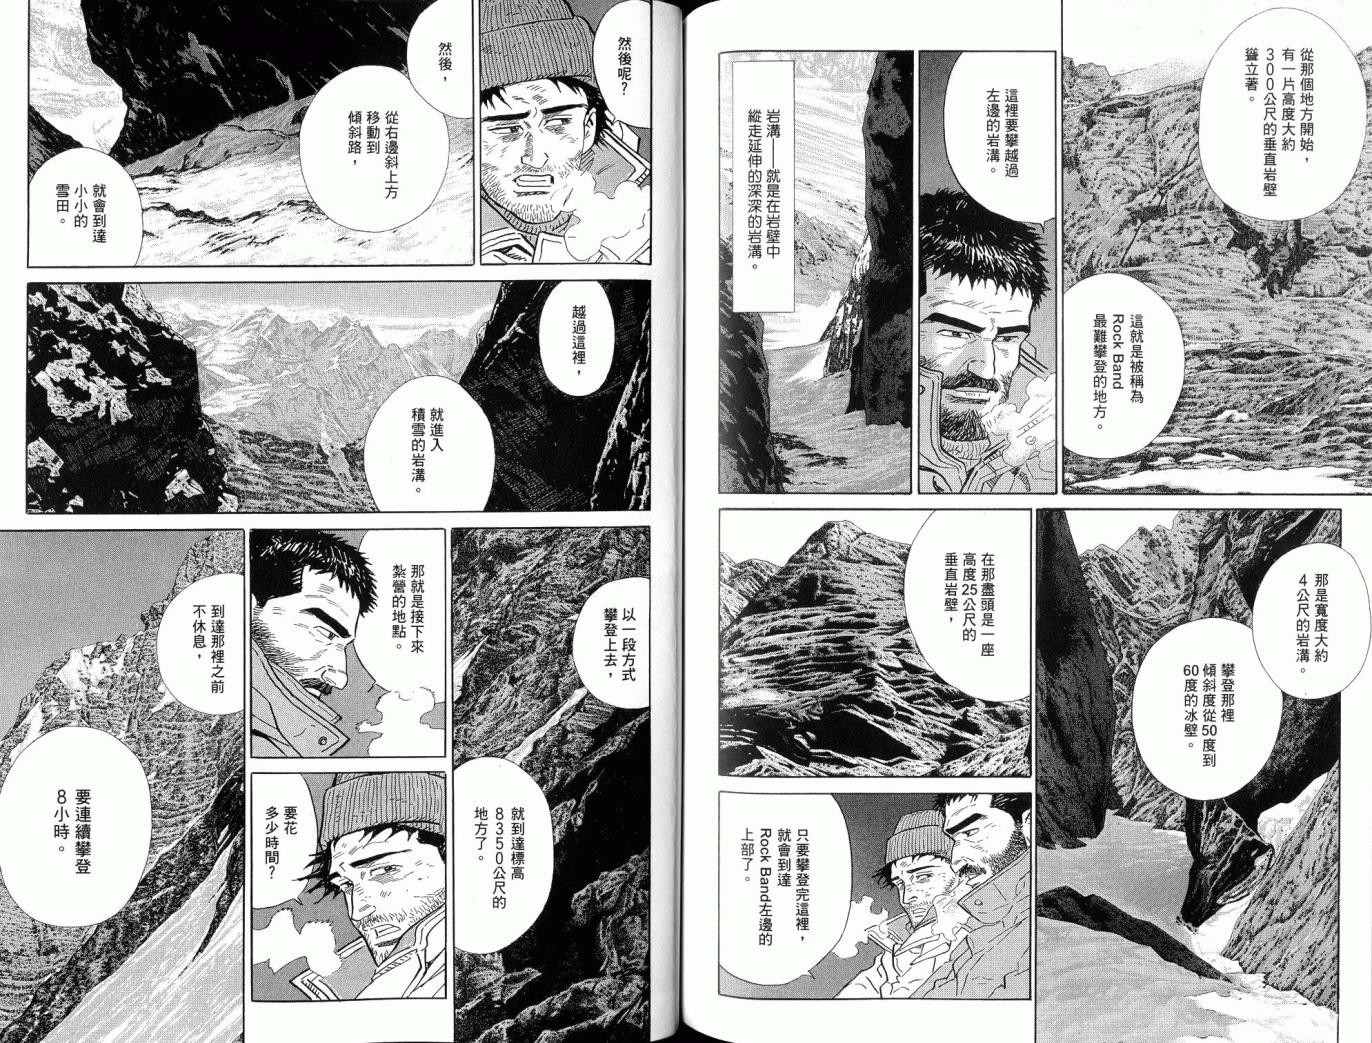 從那個地方開始，
有一片高度大約
300公尺的垂直岩壁
聳立著。
這就是被稱為
Rock Band
最難攀登的地方。
這裡要攀越過
左邊的岩溝。
岩溝——就是在岩壁中
縱走延伸的深深的岩溝。
那是寬度大約
4公尺的岩溝。
攀登那裡
傾斜度從50度到
60度的冰壁。
在那盡頭是一座
高度25公尺的
垂直岩壁，
只要攀登完這裡，
就會到達
Rock Band左邊的
上部了。
然後呢？
然後，
從右邊斜上方
移動到
傾斜路，
就會到達
小小的
雪田。
越過這裡，
就進入
積雪的岩溝。
以一段方式
攀登上去，
就到達標高
8350公尺的
地方了。
那就是接下來
紮營的地點。
要花
多少時間？
到達那裡之前
不休息，
要連續攀登
8小時。